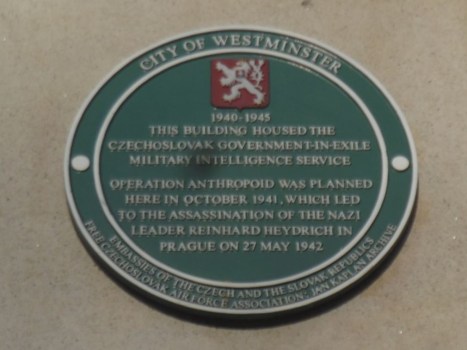 CITY OF WESTMINSTER
1940-1945
THIS BUILDING HOUSED THE
CZECHOSLOVAK GOVERNMENT-IN-EXILE
MILITARY INTELLIGENCE SERVICE
OPERATION ANTHROPOID WAS PLANNED
HERE IN OCTOBER 1941, WHICH LED
TO THE ASSASSINATION OF THE NAZI
LEADER REINHARD HEYDRICH IN
PRAGUE ON 27 MAY 1942
EMBASSIES OF THE CZECH AND THE SLOVAK REPUBLICS
FREE CZECHOSLOVAK AIR FORCE ASSOCIATION: JAN KAPLAN ARCHIVE